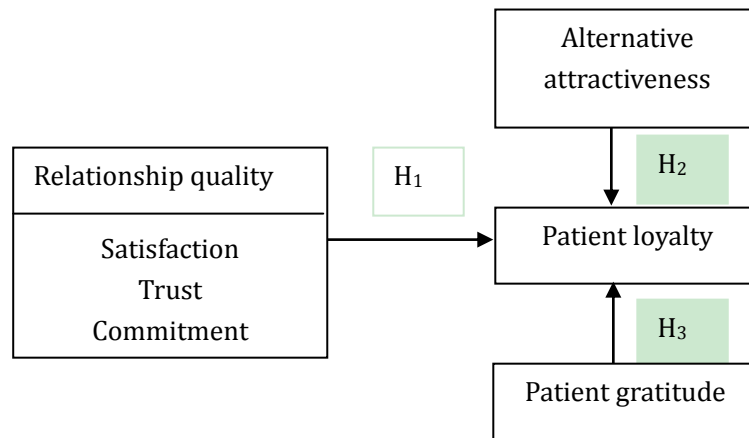 Alternative
attractiveness
H₂
Relationship quality
H₁
Satisfaction
Trust
Commitment
Patient loyalty
H₃
Patient gratitude